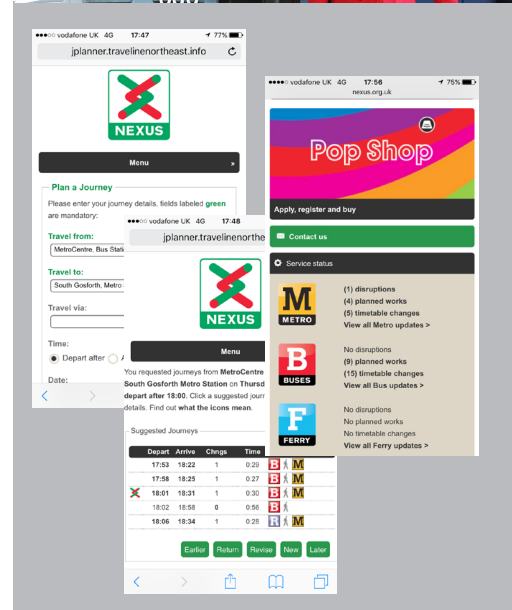 vodafone UK 4G 17:47 77%
jplanner.travelinenortheast.info
NEXUS
Menu »
Plan a Journey
Please enter your journey details. fields labeled green
are mandatory:
Travel from:
MetroCentre, Bus Stati
Travel to:
South Gosforth, Metro
Travel via:
Time:
Depart after
Date:
vodafone UK 4G 17:48
jplanner.travelinenorthe
NEXUS
Menu
You requested journeys from MetroCentre
South Gosforth Metro Station on Thursd
depart after 18:00. Click a suggested jour
details. Find out what the icons mean.
Suggested Journeys
Depart Arrive Chngs Time
17:53 18:22 1 0:29 B M
17:58 18:25 1 0:27 B M
18:01 18:31 1 0:30 B M
18:02 18:58 0 0:56 B
18:06 18:34 1 0:28 R M
Earlier Return Revise New Later
vodafone UK 4G 17:56 75%
nexus.org.uk
Pop Shop
Apply, register and buy
Contact us
Service status
M
METRO
(1) disruptions
(4) planned works
(5) timetable changes
View all Metro updates >
B
BUSES
No disruptions
(9) planned works
(15) timetable changes
View all Bus updates >
F
FERRY
No disruptions
No planned works
No timetable changes
View all Ferry updates >